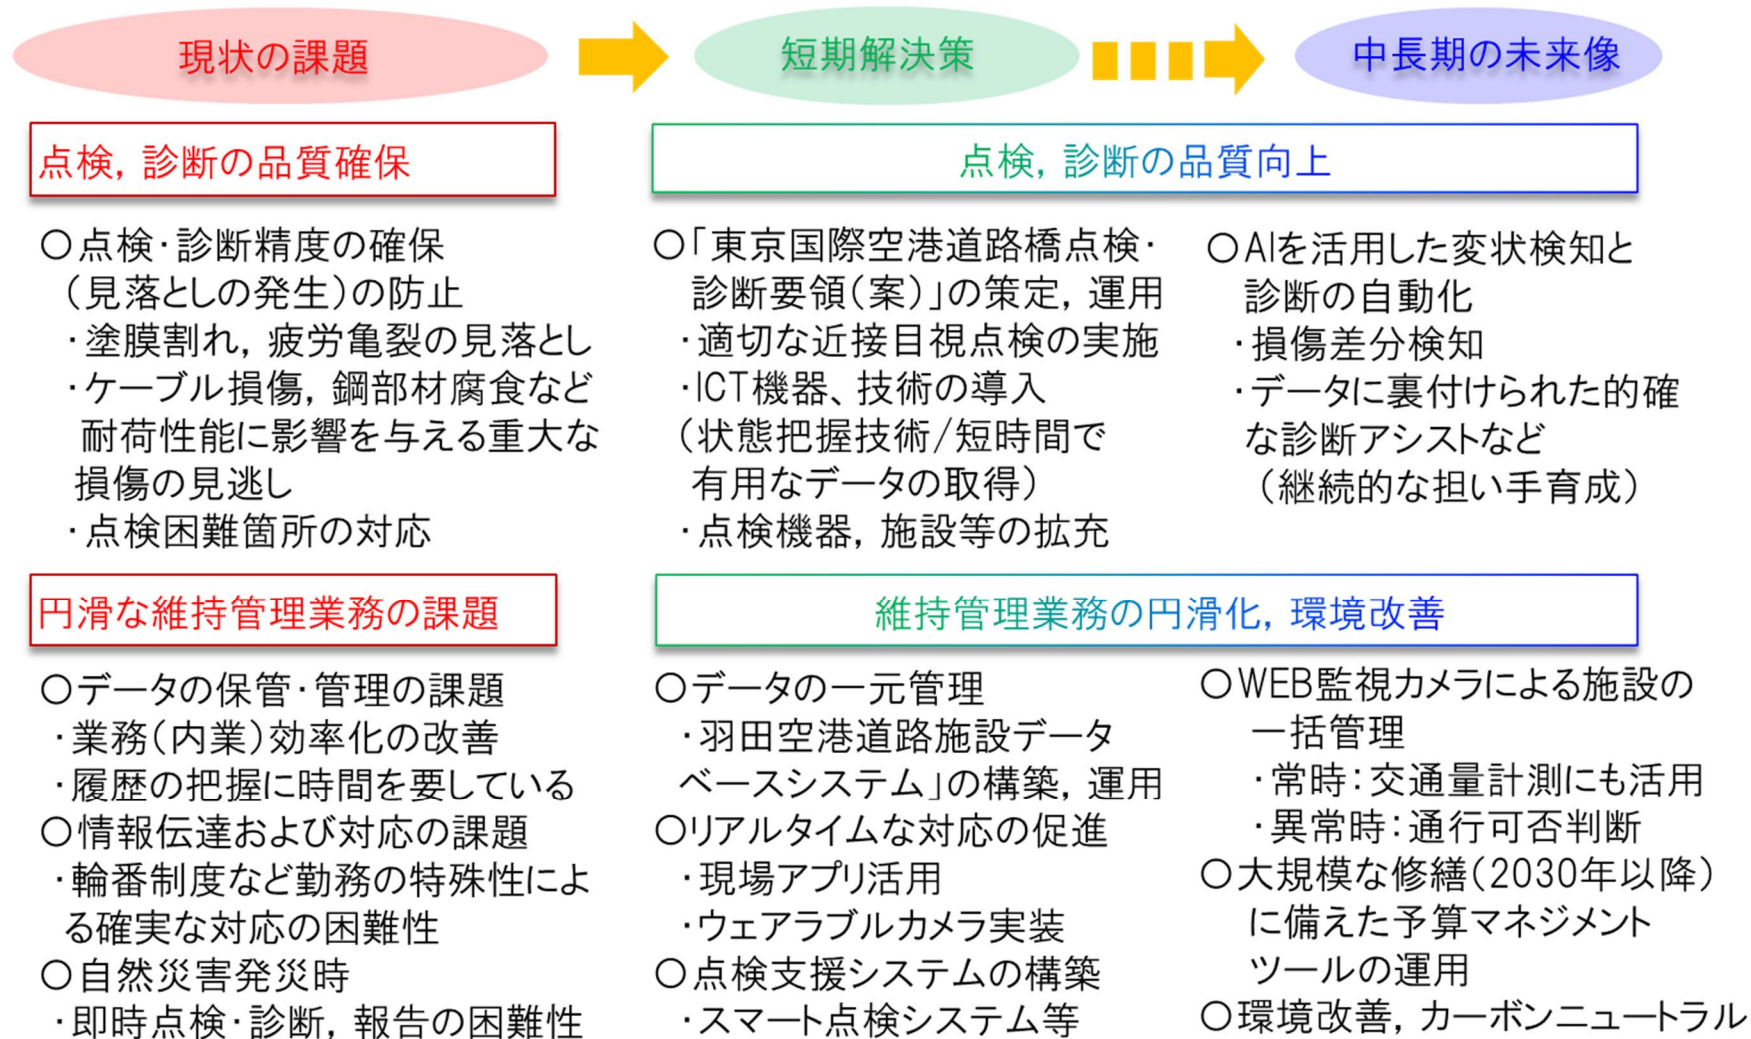 現状の課題
短期解決策
中長期の未来像
点検，診断の品質確保
点検，診断の品質向上
〇点検・診断精度の確保
（見落としの発生）の防止
・塗膜割れ，疲労亀裂の見落とし
・ケーブル損傷，鋼部材腐食など
耐荷性能に影響を与える重大な
損傷の見逃し
・点検困難箇所の対応
〇「東京国際空港道路橋点検・
診断要領（案）」の策定，運用
・適切な近接目視点検の実施
・ICT機器、技術の導入
（状態把握技術/短時間で
有用なデータの取得）
・点検機器，施設等の拡充
〇AIを活用した変状検知と
診断の自動化
・損傷差分検知
・データに裏付けられた的確
な診断アシストなど
（継続的な担い手育成）
円滑な維持管理業務の課題
維持管理業務の円滑化，環境改善
〇データの保管・管理の課題
・業務（内業）効率化の改善
・履歴の把握に時間を要している
〇情報伝達および対応の課題
・輪番制度など勤務の特殊性によ
る確実な対応の困難性
〇自然災害発災時
・即時点検・診断，報告の困難性
〇データの一元管理
・羽田空港道路施設データ
ベースシステム」の構築，運用
〇リアルタイムな対応の促進
・現場アプリ活用
・ウェアラブルカメラ実装
〇点検支援システムの構築
・スマート点検システム等
〇WEB監視カメラによる施設の
一括管理
・常時：交通量計測にも活用
・異常時：通行可否判断
〇大規模な修繕（2030年以降）
に備えた予算マネジメント
ツールの運用
〇環境改善，カーボンニュートラル